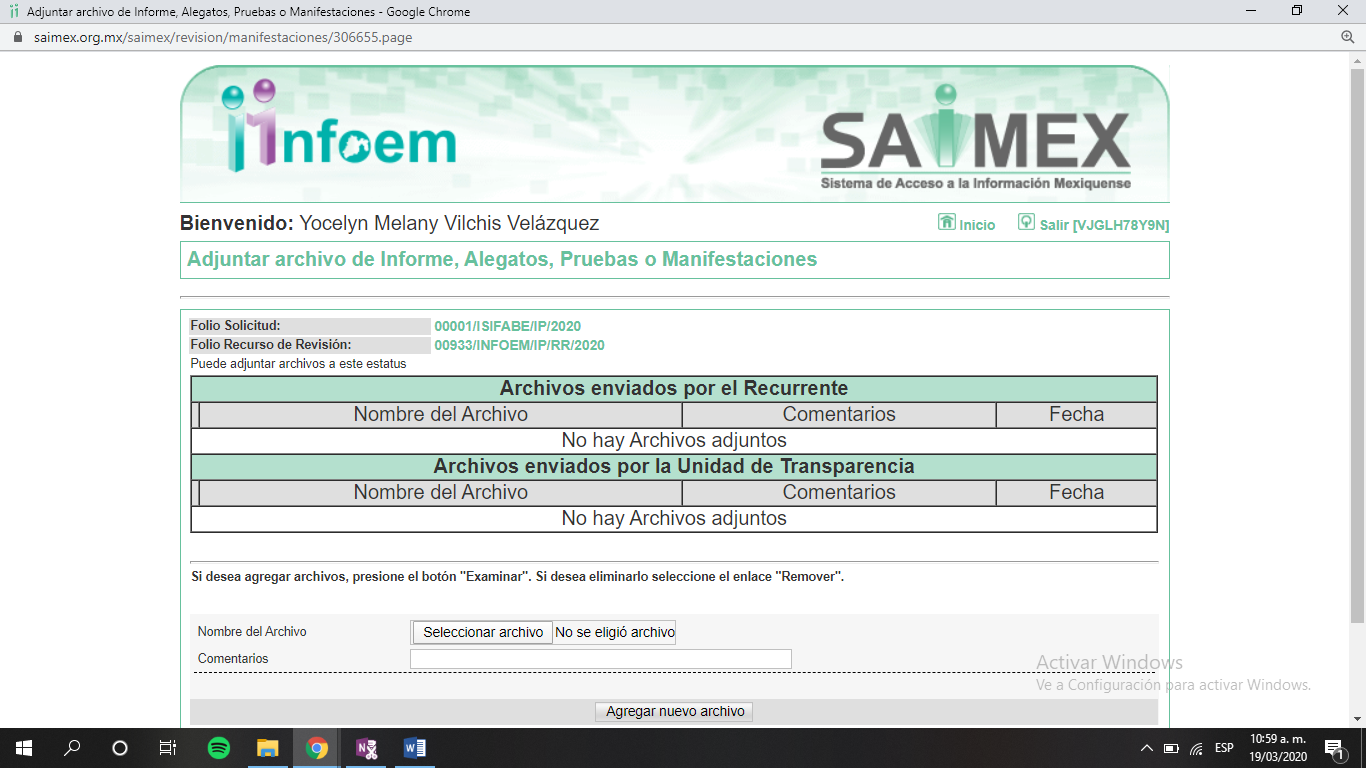 Adjuntar archivo de Informe, Alegatos, Pruebas o Manifestaciones - Google Chrome
saimex.org.mx/saimex/revision/manifestaciones/306655.page
infoem
SAIMEX
Sistema de Acceso a la Información Mexiquense
Bienvenido: Yocelyn Melany Vilchis Velázquez
Inicio Salir [VJGLH78Y9N]
Adjuntar archivo de Informe, Alegatos, Pruebas o Manifestaciones
Folio Solicitud: 00001/ISIFABE/IP/2020
Folio Recurso de Revisión: 00933/INFOEM/IP/RR/2020
Puede adjuntar archivos a este estatus
Archivos enviados por el Recurrente
Nombre del Archivo Comentarios Fecha
No hay Archivos adjuntos
Archivos enviados por la Unidad de Transparencia
Nombre del Archivo Comentarios Fecha
No hay Archivos adjuntos
Si desea agregar archivos, presione el botón "Examinar". Si desea eliminarlo seleccione el enlace "Remover".
Nombre del Archivo Seleccionar archivo No se eligió archivo
Comentarios
Activar Windows
Ve a Configuración para activar Windows.
Agregar nuevo archivo
ESP
10:59 a. m.
19/03/2020
1